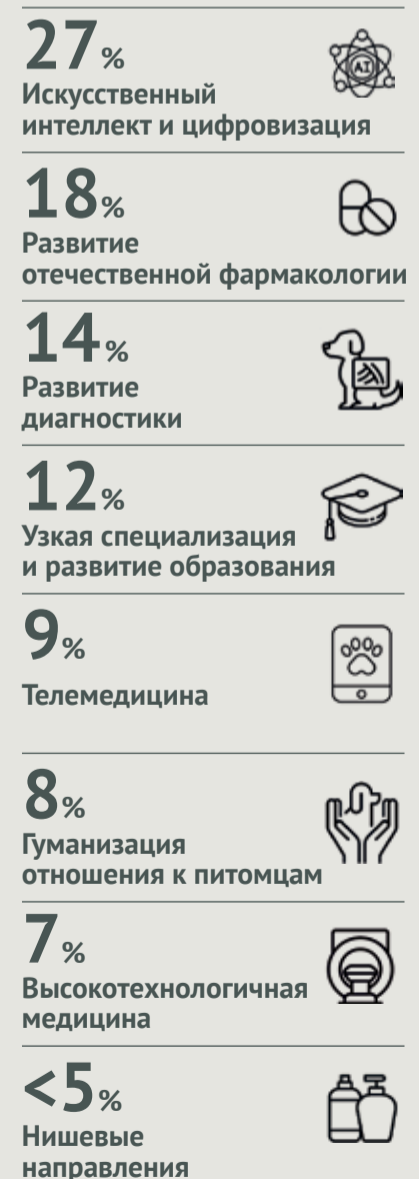 27%
Искусственный
интеллект и цифровизация
AI
18%
Развитие
отечественной фармакологии
14%
Развитие
диагностики
12%
Узкая специализация
и развитие образования
9%
Телемедицина
8%
Гуманизация
отношения к питомцам
7%
Высокотехнологичная
медицина
<5%
Нишевые
направления